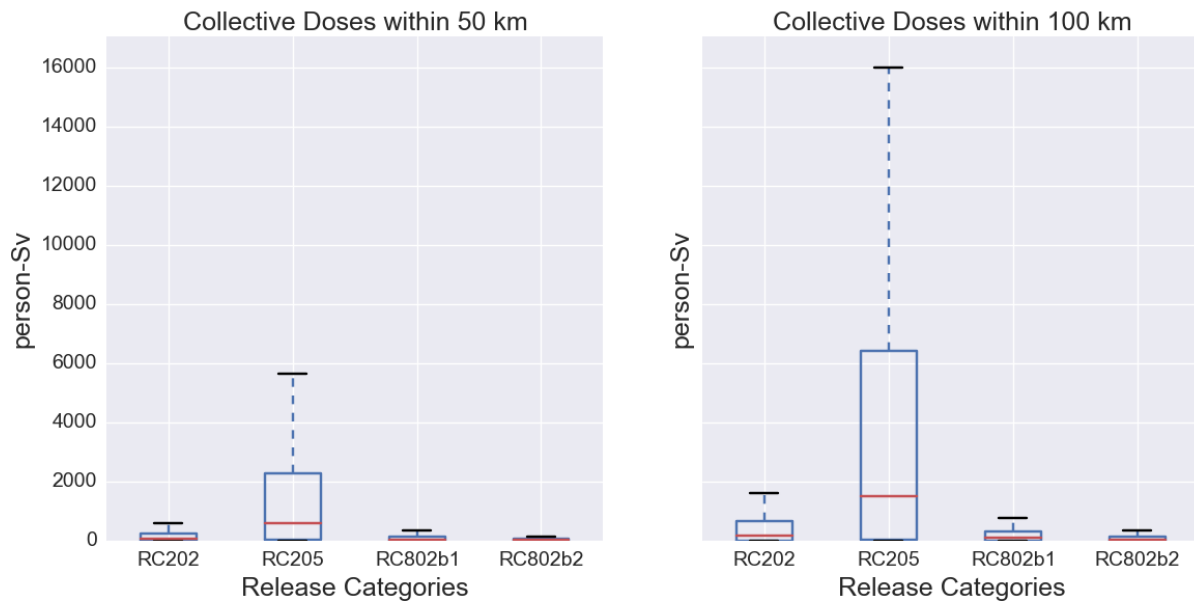 Collective Doses within 50 km
16000
14000
12000
10000
8000
6000
4000
2000
0
person-Sv
RC202 RC205 RC802b1 RC802b2
Release Categories
Collective Doses within 100 km
person-Sv
RC202 RC205 RC802b1 RC802b2
Release Categories